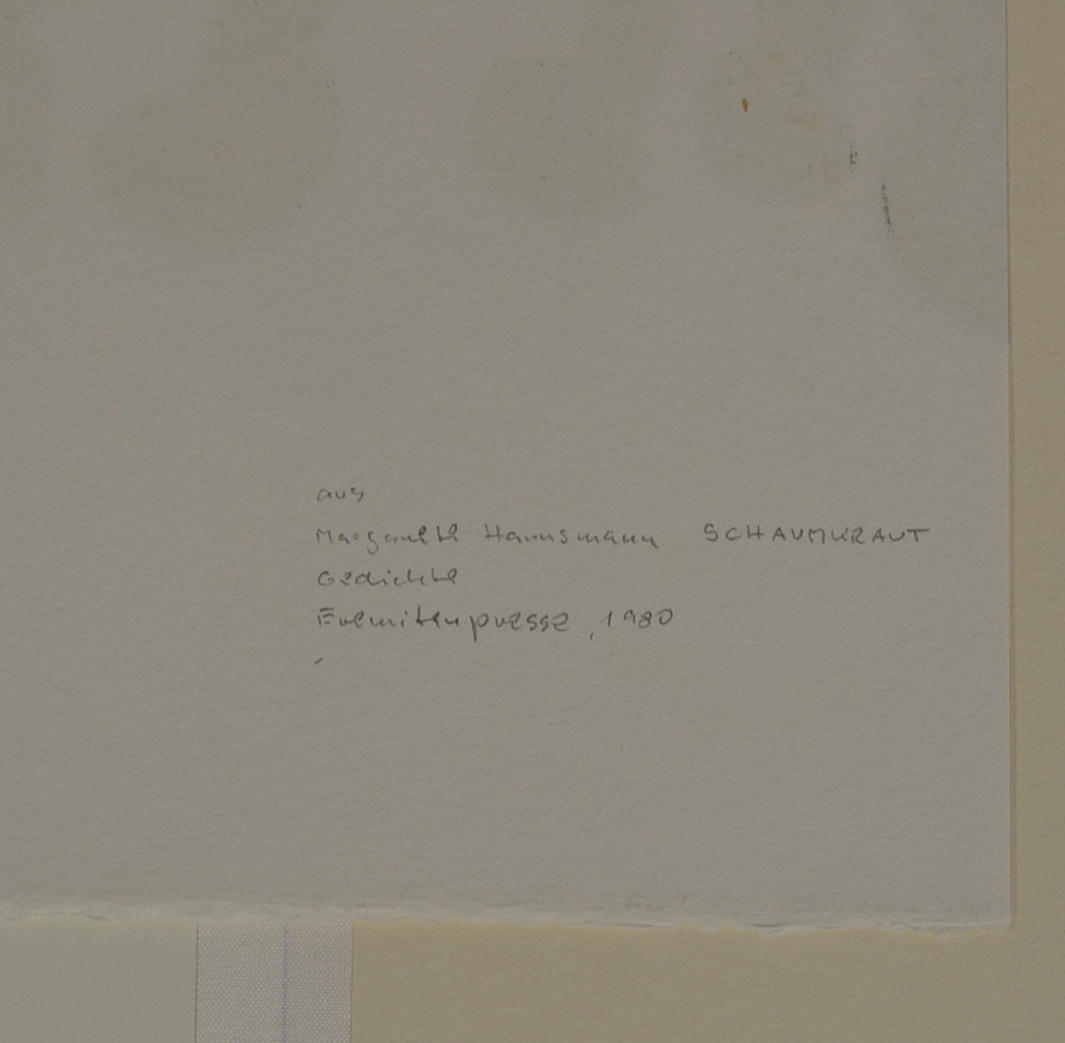 aus
Margarete Hannsmann SCHAUMKRAUT
Gedichte
Eremitenpresse, 1980